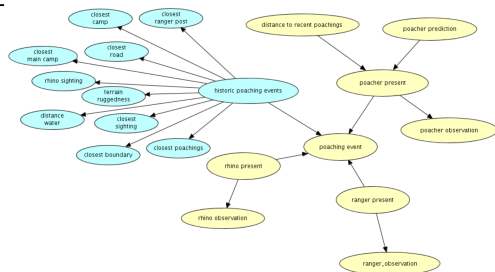 closest
camp
closest
ranger post
closest
road
closest
main camp
rhino sighting
terrain
ruggedness
distance
water
closest
sighting
closest boundary
closest poachings
historic poaching events
distance to recent poachings
poacher prediction
poacher present
poacher observation
poaching event
rhino present
rhino observation
ranger present
ranger_observation